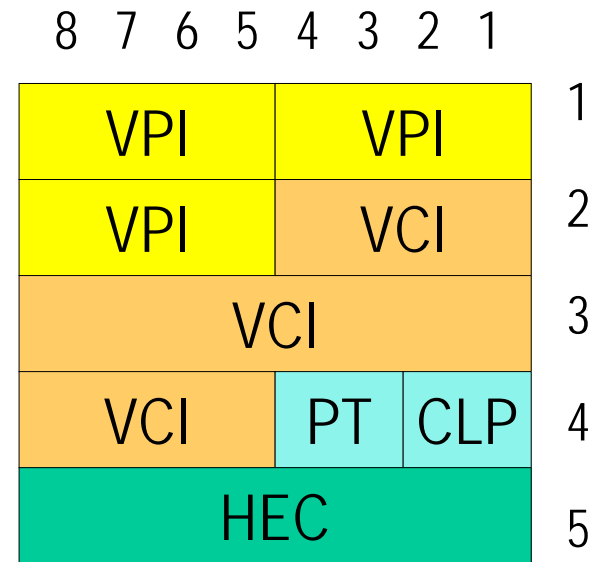 8 7 6 5 4 3 2 1
VPI VPI 1
VPI VCI 2
VCI 3
VCI PT CLP 4
HEC 5